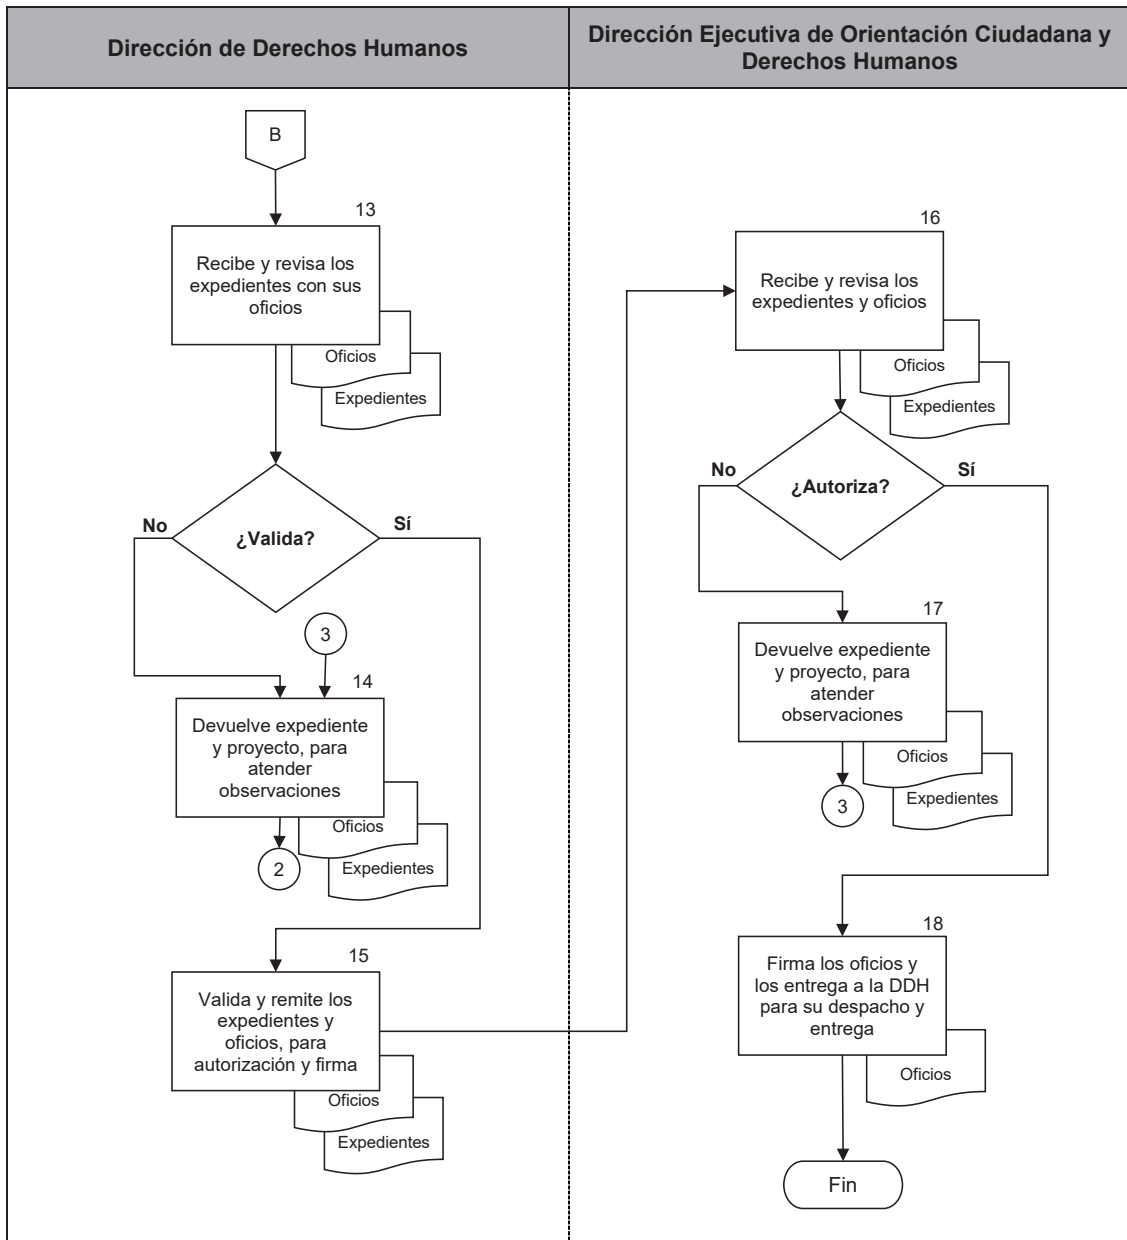 Dirección de Derechos Humanos
Dirección Ejecutiva de Orientación Ciudadana y
Derechos Humanos
B
13
Recibe y revisa los
expedientes con sus
oficios
Oficios
Expedientes
¿Valida?
No
Sí
3
14
Devuelve expediente
y proyecto, para
atender
observaciones
Oficios
Expedientes
2
15
Valida y remite los
expedientes y
oficios, para
autorización y firma
Oficios
Expedientes
16
Recibe y revisa los
expedientes y oficios
Oficios
Expedientes
¿Autoriza?
No
Sí
17
Devuelve expediente
y proyecto, para
atender
observaciones
Oficios
Expedientes
3
18
Firma los oficios y
los entrega a la DDH
para su despacho y
entrega
Oficios
Fin